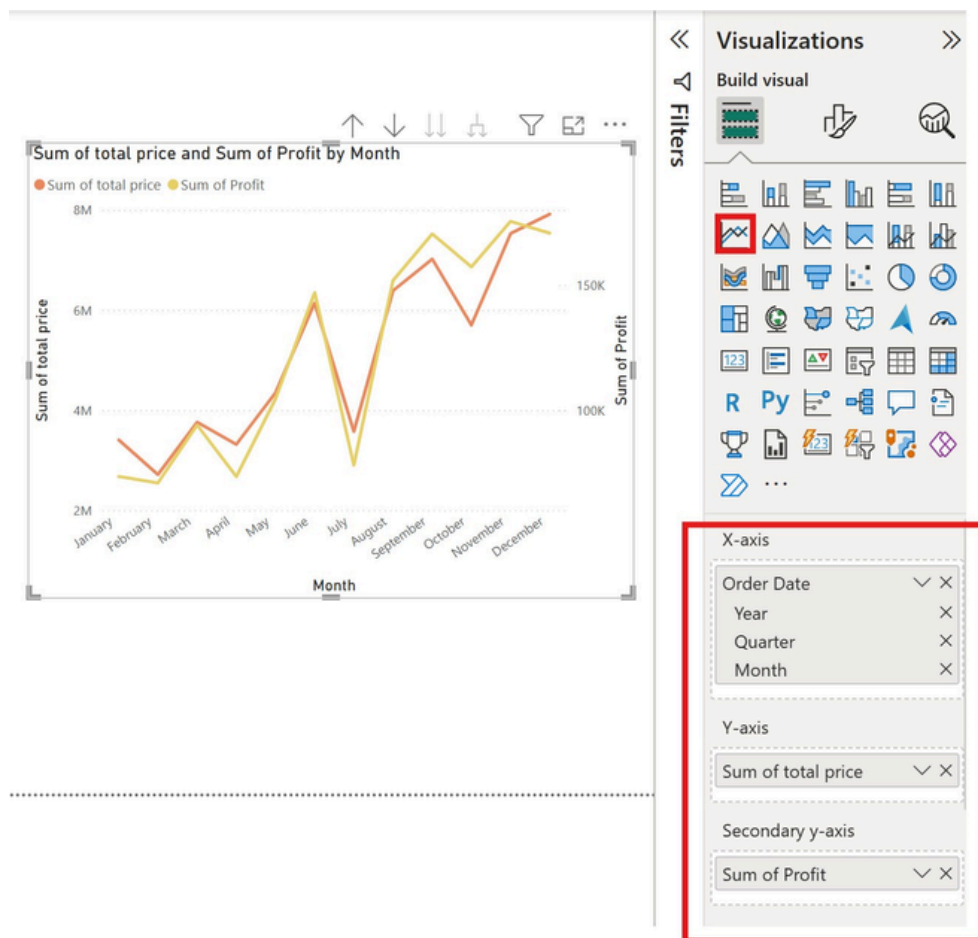 Sum of total price and Sum of Profit by Month
Sum of total price Sum of Profit
8M
6M
4M
2M
Sum of total price
150K
100K
Sum of Profit
January February March April May June July August September October November December
Month
Filters
Visualizations
Build visual
123
R Py
123
X-axis
Order Date
Year
Quarter
Month
Y-axis
Sum of total price
Secondary y-axis
Sum of Profit